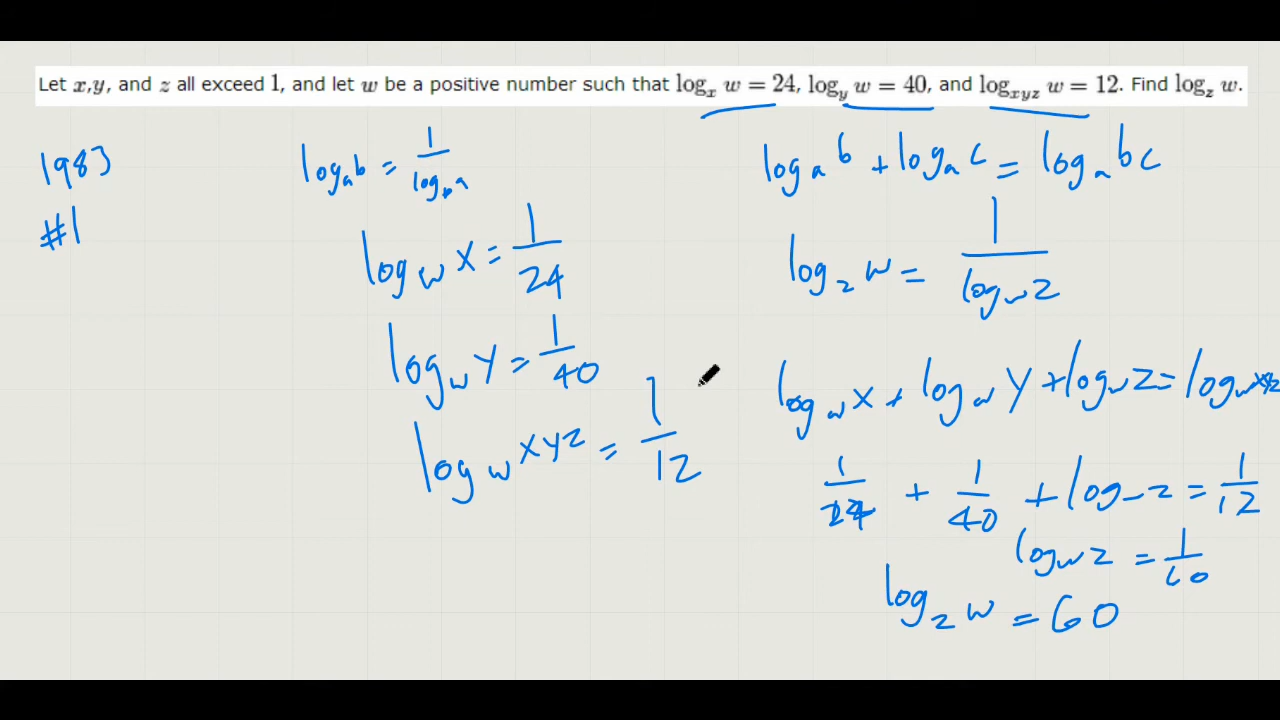 Let x,y, and z all exceed 1, and let w be a positive number such that log_x w = 24, log_y w = 40, and log_xyz w = 12. Find log_z w.
1983
#1
log_a b = 1/log_b a
log_w x = 1/24
log_w y = 1/40
log_w xyz = 1/12
log_a b + log_a c = log_a bc
log_z w = 1/log_w z
log_w x + log_w y + log_w z = log_w xyz
1/24 + 1/40 + log_w z = 1/12
log_w z = 1/60
log_z w = 60